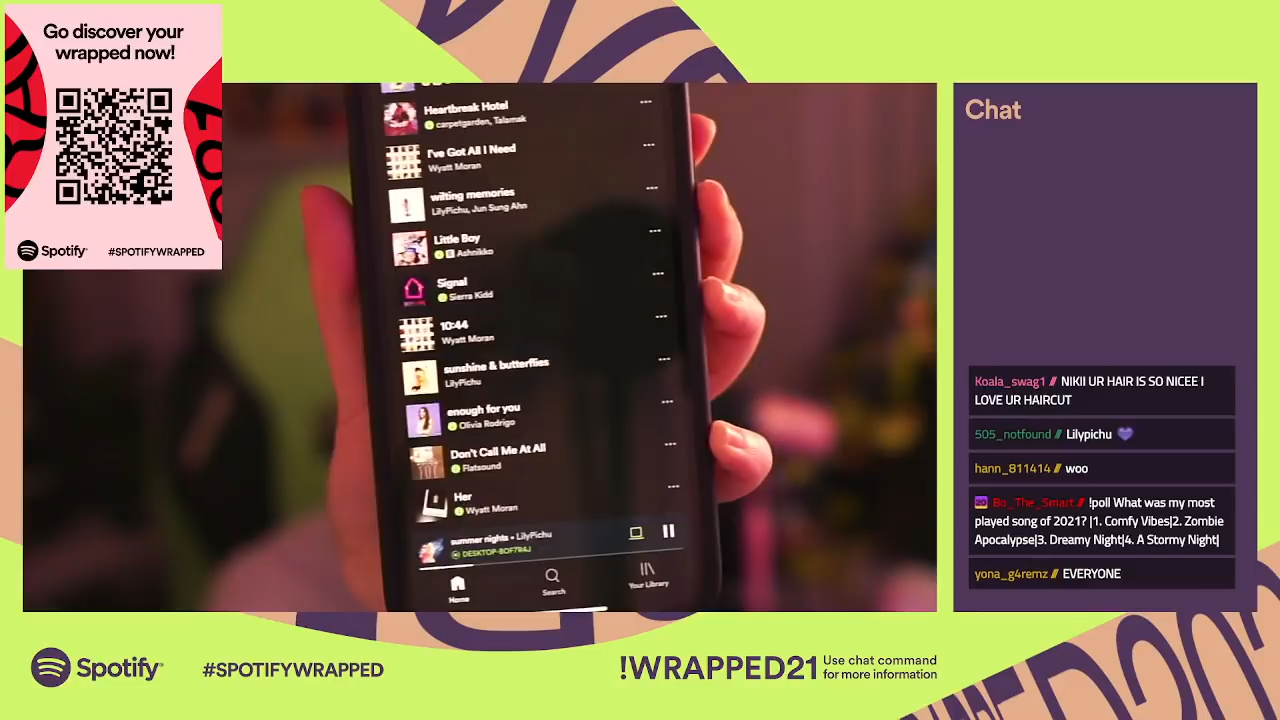 Go discover your
wrapped now!
Spotify
#SPOTIFYWRAPPED
Heartbreak Hotel
carpetgarden, Talamak
I've Got All I Need
Wyatt Moran
wilting memories
LilyPichu, Jun Sung Ahn
Little Boy
E Ashnikko
Signal
Sierra Kidd
10:44
Wyatt Moran
sunshine & butterflies
LilyPichu
enough for you
Olivia Rodrigo
Don't Call Me At All
Flatsound
Her
Wyatt Moran
summer nights • LilyPichu
Home
Search
Your Library
Chat
Koala_swag1 // NIKII UR HAIR IS SO NICEE I
LOVE UR HAIRCUT
505_notfound // Lilypichu 💜
hann_811414 // woo
Bo_The_Smart // !poll What was my most
played song of 2021? |1. Comfy Vibes|2. Zombie
Apocalypse|3. Dreamy Night|4. A Stormy Night|
yona_g4remz // EVERYONE
Spotify
#SPOTIFYWRAPPED
!WRAPPED21 Use chat command
for more information